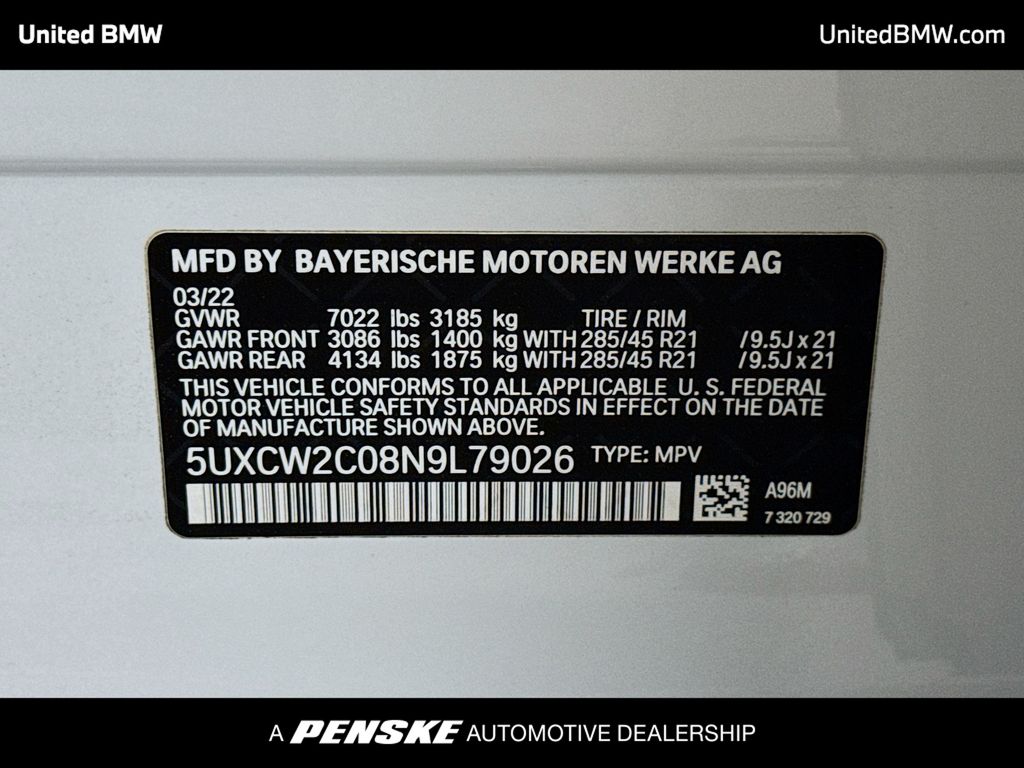 United BMW
UnitedBMW.com
MFD BY BAYERISCHE MOTOREN WERKE AG
03/22
GVWR 7022 lbs 3185 kg TIRE / RIM
GAWR FRONT 3086 lbs 1400 kg WITH 285/45 R21 / 9.5J x 21
GAWR REAR 4134 lbs 1875 kg WITH 285/45 R21 / 9.5J x 21
THIS VEHICLE CONFORMS TO ALL APPLICABLE U. S. FEDERAL
MOTOR VEHICLE SAFETY STANDARDS IN EFFECT ON THE DATE
OF MANUFACTURE SHOWN ABOVE.
5UXCW2C08N9L79026 TYPE: MPV
A96M
7 320 729
A PENSKE AUTOMOTIVE DEALERSHIP